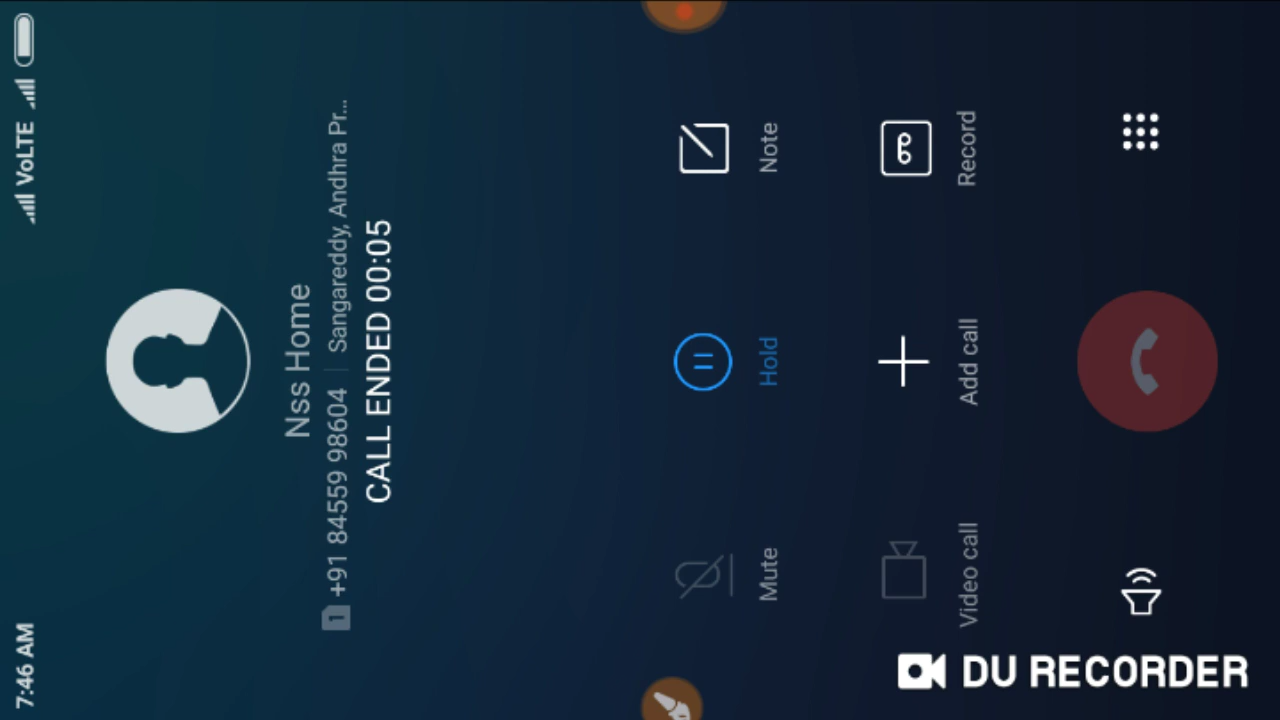 7:46 AM
VoLTE
Nss Home
1 +91 84559 98604 | Sangareddy, Andhra Pr...
CALL ENDED 00:05
Mute
Hold
Note
Video call
Add call
Record
DU RECORDER